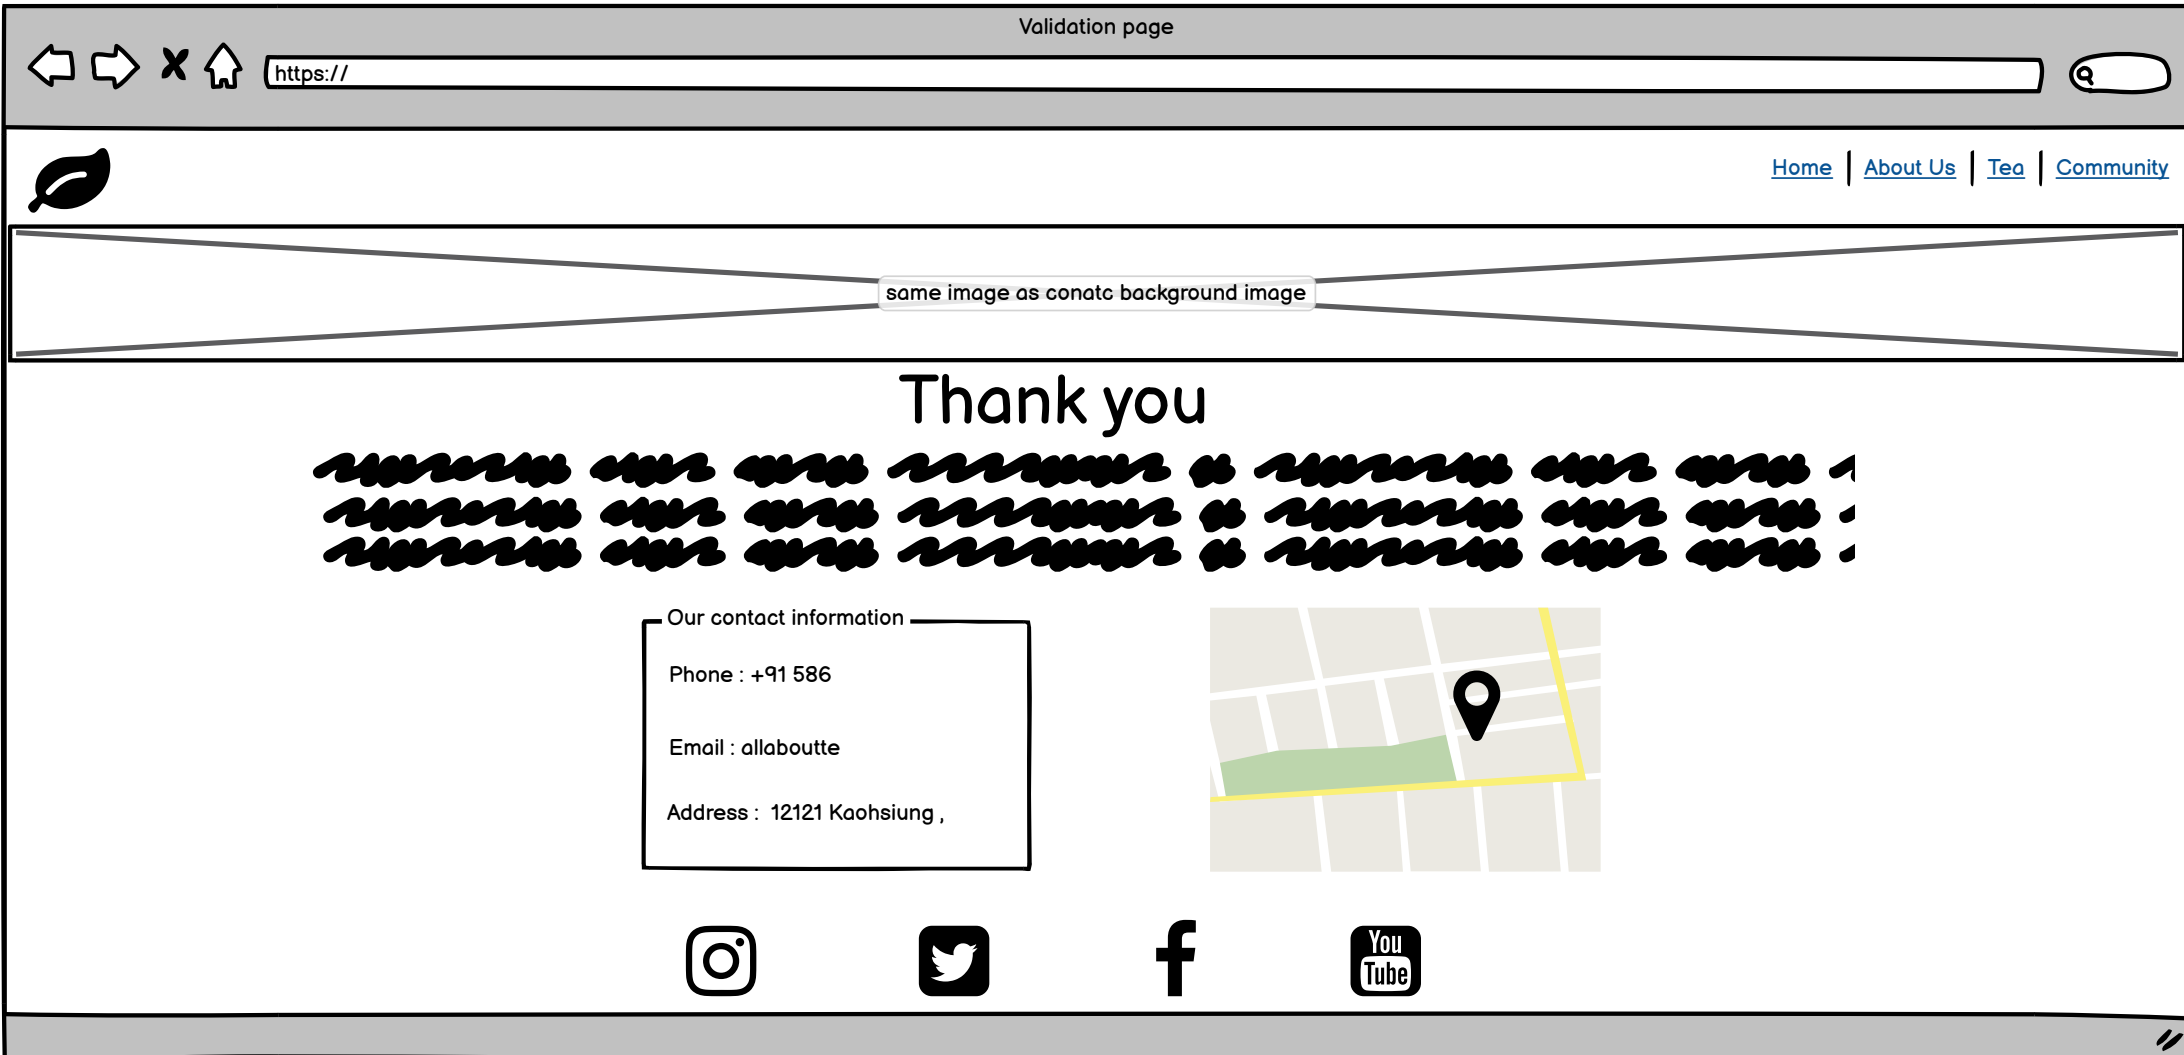 Validation page
https://
Home About Us Tea Community
same image as conatc background image
Thank you
Our contact information
Phone : +91 586
Email : allaboutte
Address : 12121 Kaohsiung ,
You
Tube